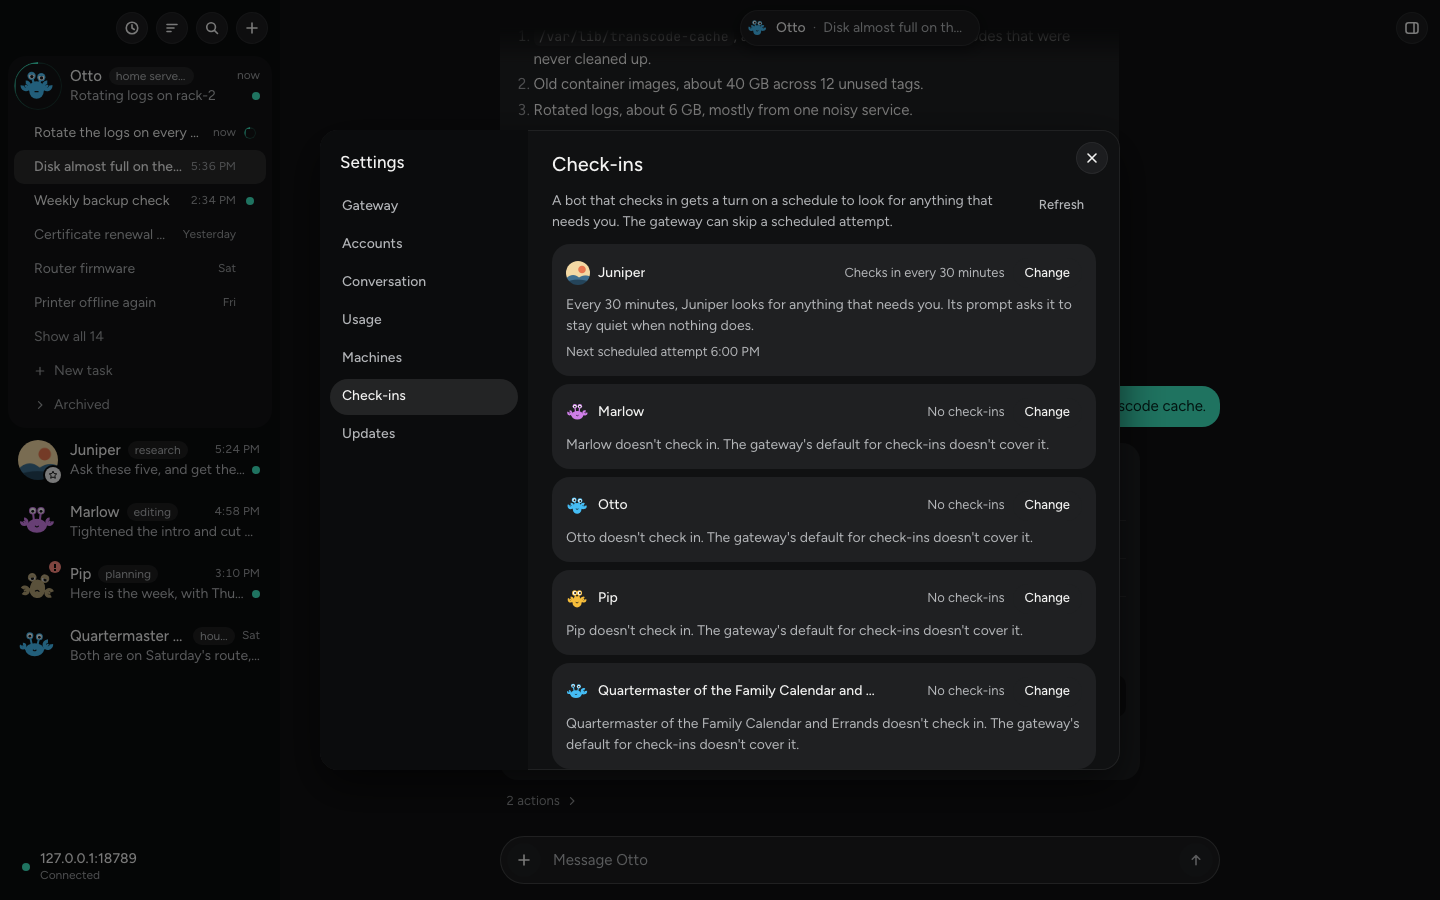 Otto
home serve...
now
Rotating logs on rack-2
Rotate the logs on every ...
now
Disk almost full on the...
5:36 PM
Weekly backup check
2:34 PM
Certificate renewal ...
Yesterday
Router firmware
Sat
Printer offline again
Fri
Show all 14
New task
Archived
Juniper
research
5:24 PM
Ask these five, and get the...
Marlow
editing
4:58 PM
Tightened the intro and cut ...
Pip
planning
3:10 PM
Here is the week, with Thu...
Quartermaster ...
hou...
Sat
Both are on Saturday's route,...
127.0.0.1:18789
Connected
Otto · Disk almost full on th...
1. /var/lib/transcode-cache,
that were
never cleaned up.
2. Old container images, about 40 GB across 12 unused tags.
3. Rotated logs, about 6 GB, mostly from one noisy service.
Settings
Gateway
Accounts
Conversation
Usage
Machines
Check-ins
Updates
Check-ins
A bot that checks in gets a turn on a schedule to look for anything that
needs you. The gateway can skip a scheduled attempt.
Refresh
Juniper
Checks in every 30 minutes
Change
Every 30 minutes, Juniper looks for anything that needs you. Its prompt asks it to
stay quiet when nothing does.
Next scheduled attempt 6:00 PM
Marlow
No check-ins
Change
Marlow doesn't check in. The gateway's default for check-ins doesn't cover it.
Otto
No check-ins
Change
Otto doesn't check in. The gateway's default for check-ins doesn't cover it.
Pip
No check-ins
Change
Pip doesn't check in. The gateway's default for check-ins doesn't cover it.
Quartermaster of the Family Calendar and ...
No check-ins
Change
Quartermaster of the Family Calendar and Errands doesn't check in. The gateway's
default for check-ins doesn't cover it.
cache.
2 actions
Message Otto